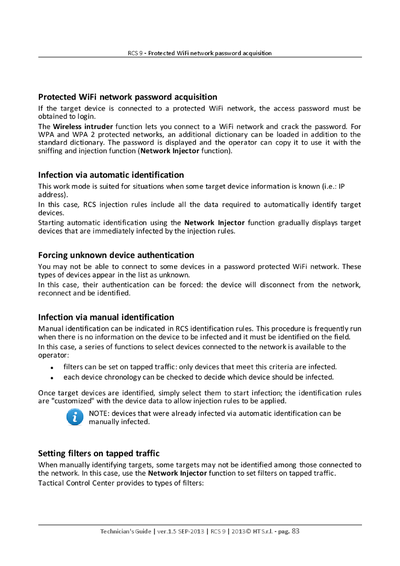 RCS 9 - Protected WiFi network password acquisition
Protected WiFi network password acquisition
If the target device is connected to a protected WiFi network, the access password must be
obtained to login.
The Wireless intruder function lets you connect to a WiFi network and crack the password. For
WPA and WPA 2 protected networks, an additional dictionary can be loaded in addition to the
standard dictionary. The password is displayed and the operator can copy it to use it with the
sniffing and injection function (Network Injector function).
Infection via automatic identification
This work mode is suited for situations when some target device information is known (i.e.: IP
address).
In this case, RCS injection rules include all the data required to automatically identify target
devices.
Starting automatic identification using the Network Injector function gradually displays target
devices that are immediately infected by the injection rules.
Forcing unknown device authentication
You may not be able to connect to some devices in a password protected WiFi network. These
types of devices appear in the list as unknown.
In this case, their authentication can be forced: the device will disconnect from the network,
reconnect and be identified.
Infection via manual identification
Manual identification can be indicated in RCS identification rules. This procedure is frequently run
when there is no information on the device to be infected and it must be identified on the field.
In this case, a series of functions to select devices connected to the network is available to the
operator:
• filters can be set on tapped traffic: only devices that meet this criteria are infected.
• each device chronology can be checked to decide which device should be infected.
Once target devices are identified, simply select them to start infection; the identification rules
are "customized" with the device data to allow injection rules to be applied.
NOTE: devices that were already infected via automatic identification can be
manually infected.
Setting filters on tapped traffic
When manually identifying targets, some targets may not be identified among those connected
to the network. In this case, use the Network Injector function to set filters on tapped traffic.
Tactical Control Center provides to types of filters:
Technician's Guide | ver.1.5 SEP-2013 | RCS 9 | 2013© HT S.r.l. - pag. 83